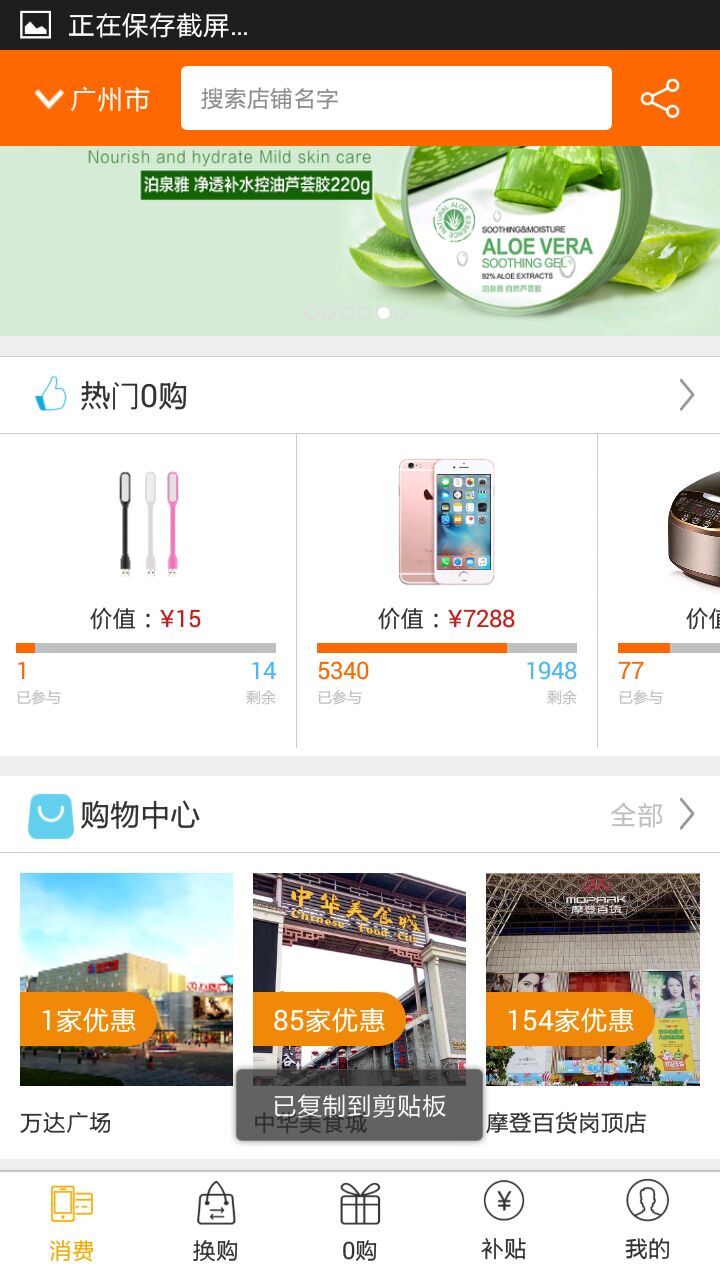 正在保存截屏...
广州市
搜索店铺名字
Nourish and hydrate Mild skin care
泊泉雅 净透补水控油芦荟胶220g
NATURAL ALOE ESSENCE
SOOTHING&MOISTURE
ALOE VERA
SOOTHING GEL
92% ALOE EXTRACTS
泊泉雅 自然芦荟胶
热门0购
价值：¥15
价值：¥7288
价值
1
14
5340
1948
77
已参与
剩余
已参与
剩余
已参与
购物中心
全部
中华美食城
Chinese Food City
MOPARK
摩登百货
1家优惠
85家优惠
154家优惠
万达广场
中华美食城
摩登百货岗顶店
已复制到剪贴板
消费
换购
0购
补贴
我的